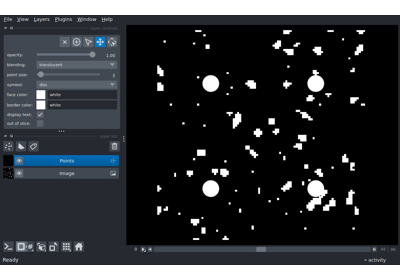 File View Layers Plugins Window Help
opacity: 1.00
blending: translucent
point size:
symbol: disc
face color: white
border color: white
display text: ✓
out of slice:
Points
Image
Ready
activity